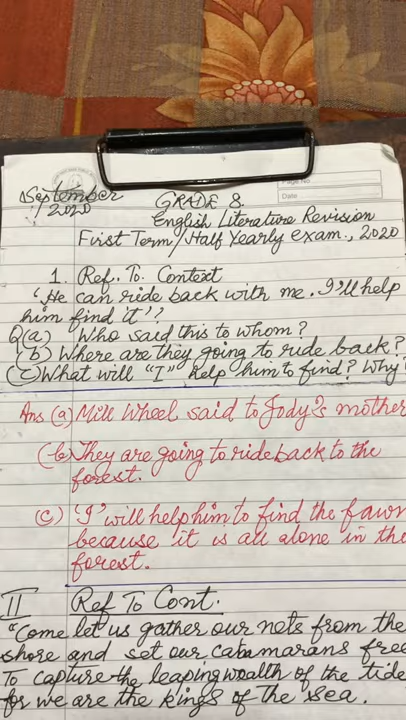 Page No.
Date
September
2020
GRADE 8.
English Literature Revision
First Term/Half Yearly exam., 2020
1. Ref. To. Context
'He can ride back with me. I'll help
him find it'?
Q(a) Who said this to whom?
(b) Where are they going to ride back?
(c) What will "I" help him to find? Why?
Ans (a) Mill Wheel said to Jody's mother
(b) They are going to ride back to the
forest.
(c) 'I' will help him to find the fawn
because it is all alone in the
forest.
II Ref To Cont.
"Come let us gather our nets from the
shore and set our catamarans free
To capture the leaping wealth of the tide
for we are the kings of the sea.